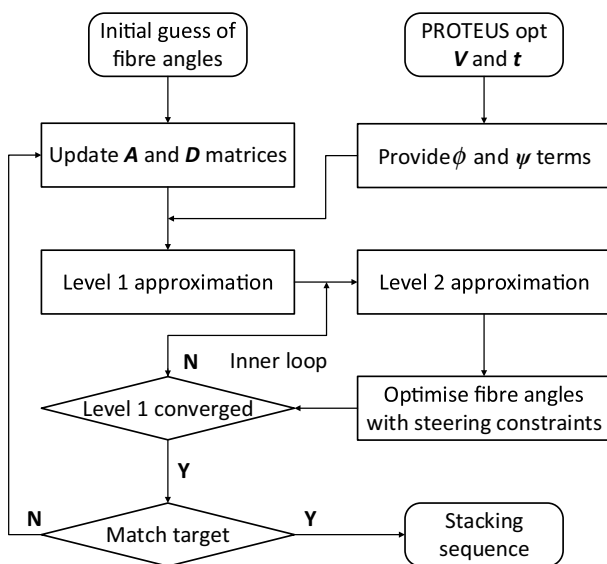 Initial guess of
fibre angles
PROTEUS opt
V and t
Update A and D matrices
Provide ϕ and ψ terms
Level 1 approximation
Level 2 approximation
N
Inner loop
Level 1 converged
Optimise fibre angles
with steering constraints
Y
N
Match target
Y
Stacking
sequence